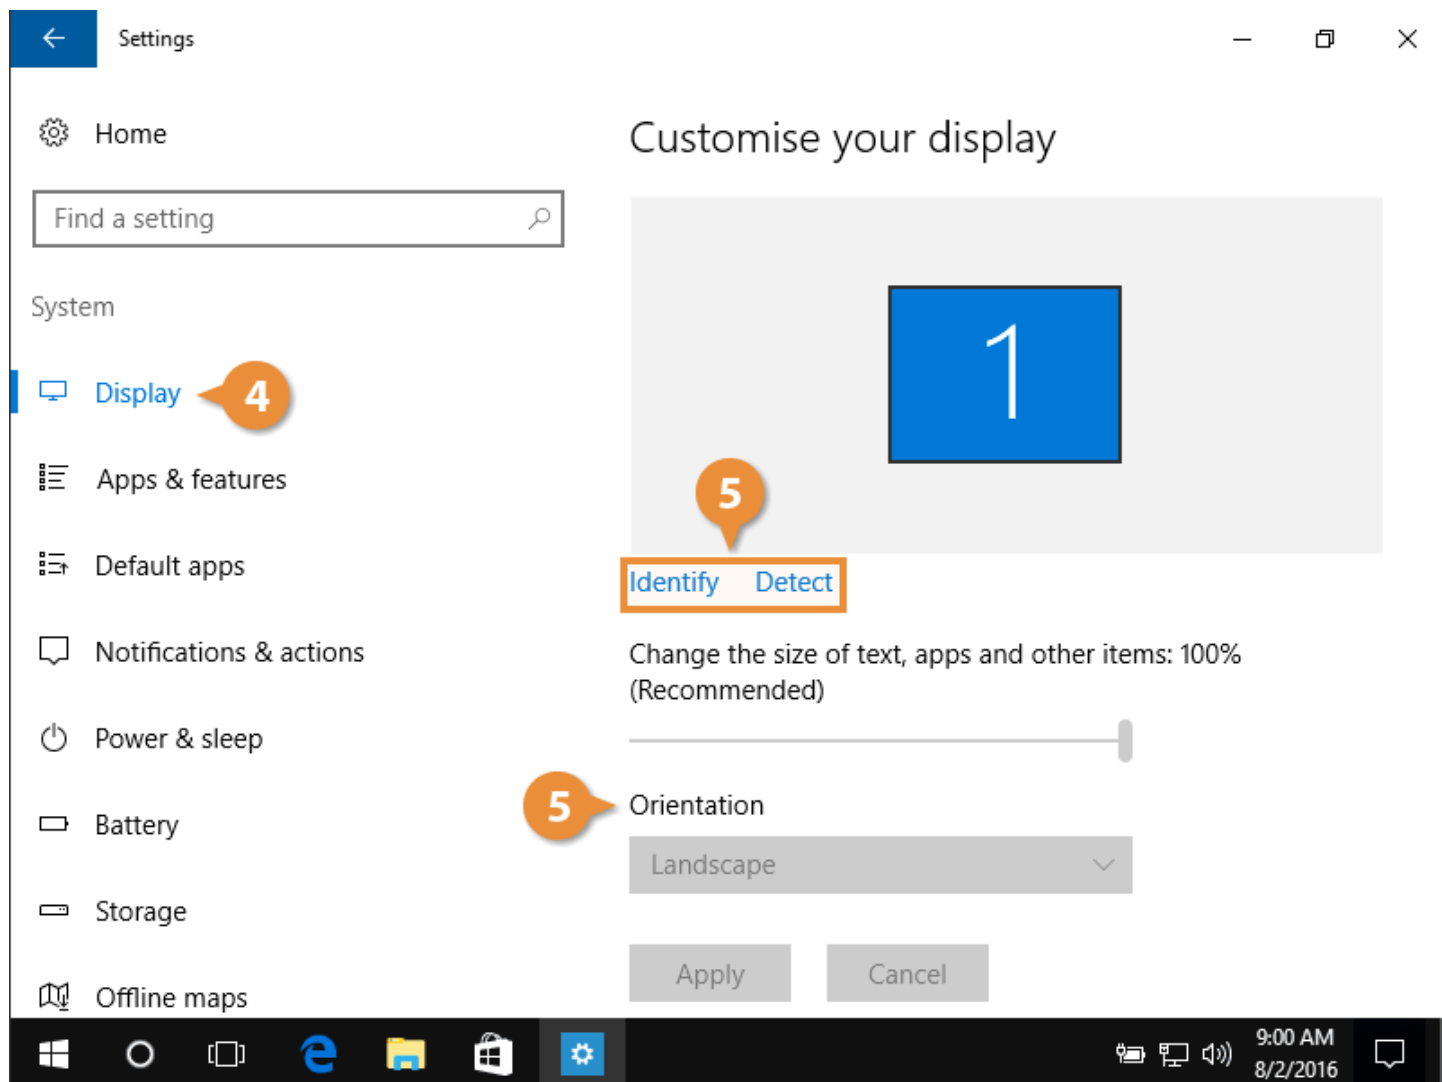 Settings
Home
Find a setting
System
Display
4
Apps & features
Default apps
Notifications & actions
Power & sleep
Battery
Storage
Offline maps
Customise your display
1
5
Identify Detect
Change the size of text, apps and other items: 100%
(Recommended)
5
Orientation
Landscape
Apply Cancel
9:00 AM
8/2/2016